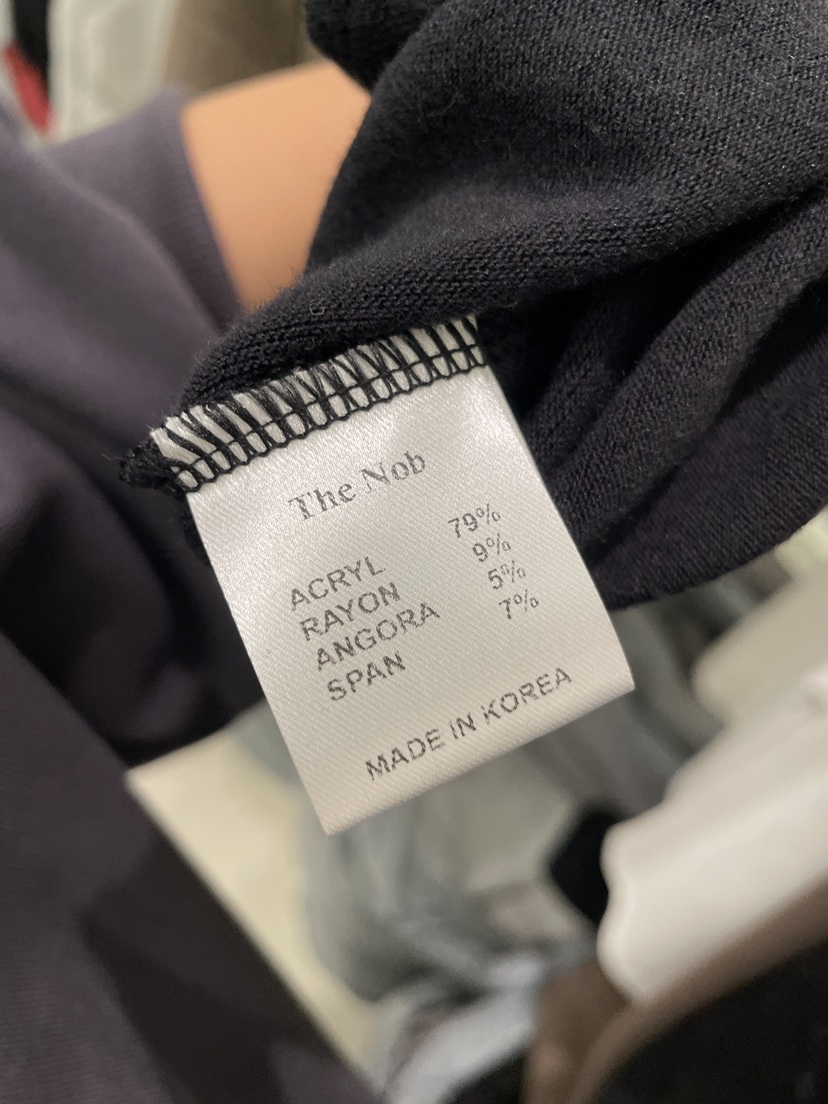 The Nob
ACRYL 79%
RAYON 9%
ANGORA 5%
SPAN 7%
MADE IN KOREA